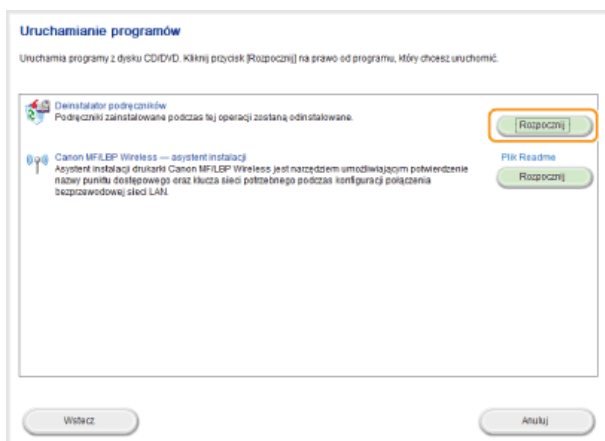 Uruchamianie programów
Uruchamia programy z dysku CD/DVD. Kliknij przycisk [Rozpocznij] na prawo od programu, który chcesz uruchomić.
Deinstalator podręczników
Podręczniki zainstalowane podczas tej operacji zostaną odinstalowane.
Rozpocznij
Canon MF/LBP Wireless — asystent instalacji
Plik Readme
Asystent instalacji drukarki Canon MF/LBP Wireless jest narzędziem umożliwiającym potwierdzenie
nazwy punktu dostępowego oraz klucza sieci potrzebnego podczas konfiguracji połączenia
bezprzewodowej sieci LAN.
Rozpocznij
Wstecz
Anuluj